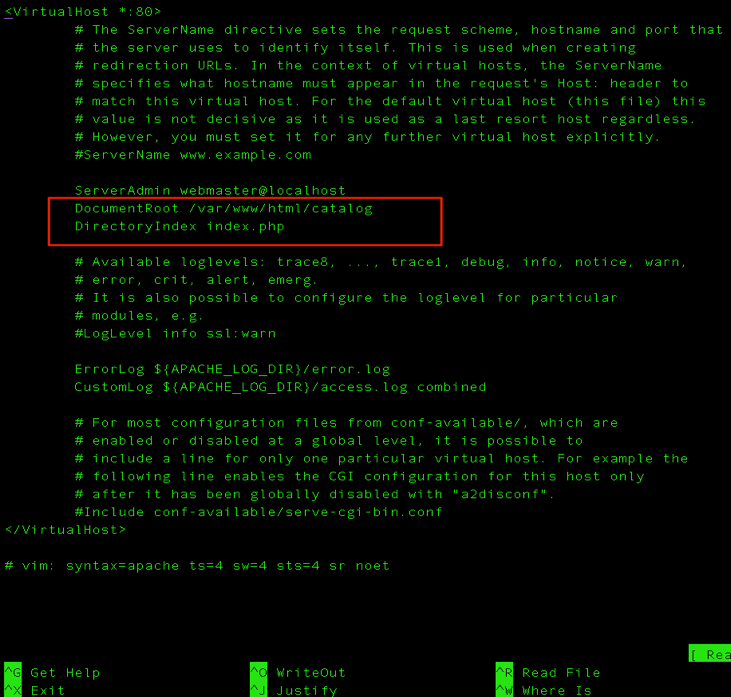 <VirtualHost *:80>
# The ServerName directive sets the request scheme, hostname and port that
# the server uses to identify itself. This is used when creating
# redirection URLs. In the context of virtual hosts, the ServerName
# specifies what hostname must appear in the request's Host: header to
# match this virtual host. For the default virtual host (this file) this
# value is not decisive as it is used as a last resort host regardless.
# However, you must set it for any further virtual host explicitly.
#ServerName www.example.com
ServerAdmin webmaster@localhost
DocumentRoot /var/www/html/catalog
DirectoryIndex index.php
# Available loglevels: trace8, ..., trace1, debug, info, notice, warn,
# error, crit, alert, emerg.
# It is also possible to configure the loglevel for particular
# modules, e.g.
#LogLevel info ssl:warn
ErrorLog ${APACHE_LOG_DIR}/error.log
CustomLog ${APACHE_LOG_DIR}/access.log combined
# For most configuration files from conf-available/, which are
# enabled or disabled at a global level, it is possible to
# include a line for only one particular virtual host. For example the
# following line enables the CGI configuration for this host only
# after it has been globally disabled with "a2disconf".
#Include conf-available/serve-cgi-bin.conf
</VirtualHost>
# vim: syntax=apache ts=4 sw=4 sts=4 sr noet
[ Rea
^G Get Help ^O WriteOut ^R Read File
^X Exit ^J Justify ^W Where Is